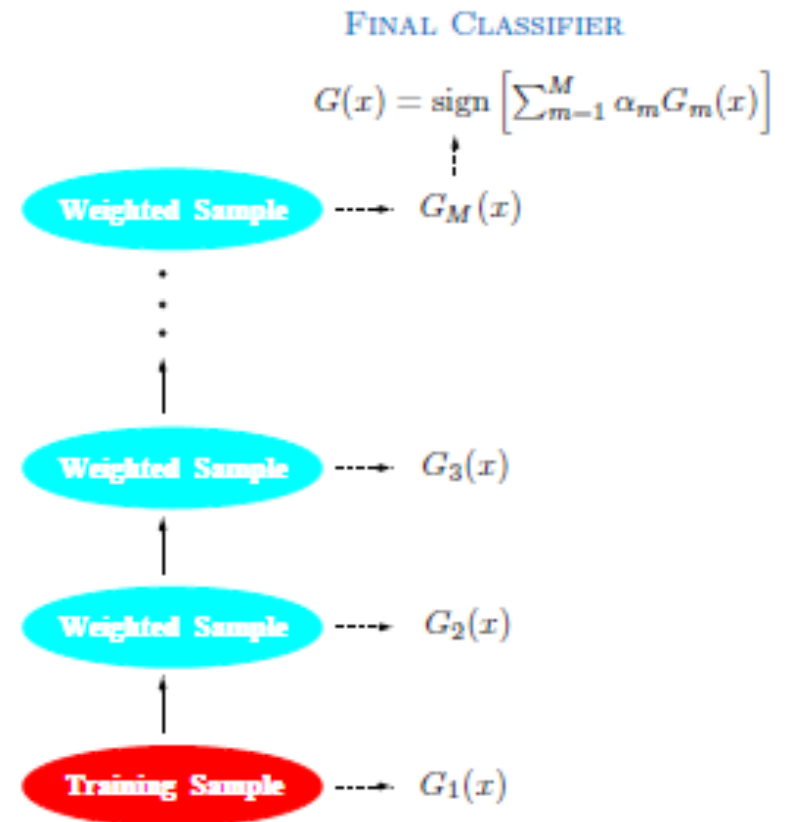 FINAL CLASSIFIER
G(x) = sign [∑_{m-1}^{M} α_m G_m(x)]
Weighted Sample G_M(x)
Weighted Sample G_3(x)
Weighted Sample G_2(x)
Training Sample G_1(x)